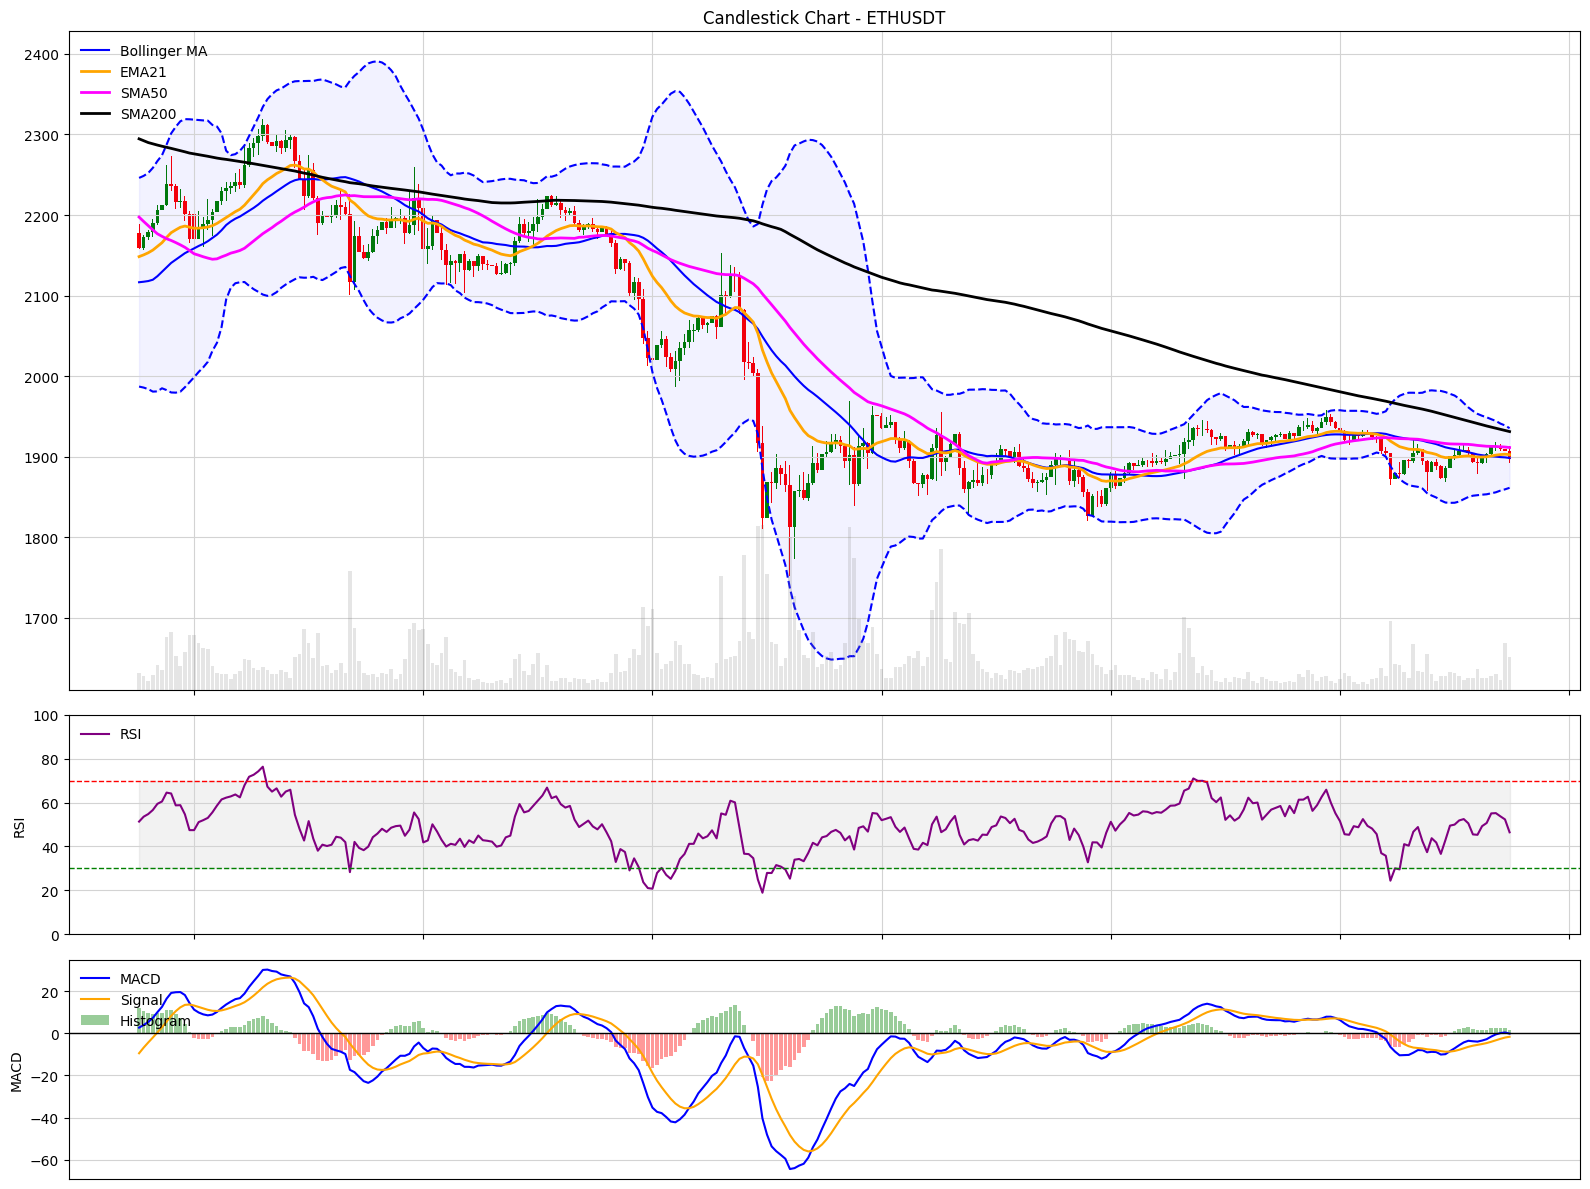 Candlestick Chart - ETHUSDT
Bollinger MA
EMA21
SMA50
SMA200
2400
2300
2200
2100
2000
1900
1800
1700
RSI
100
80
60
40
20
0
RSI
MACD
Signal
Histogram
20
0
−20
−40
−60
MACD